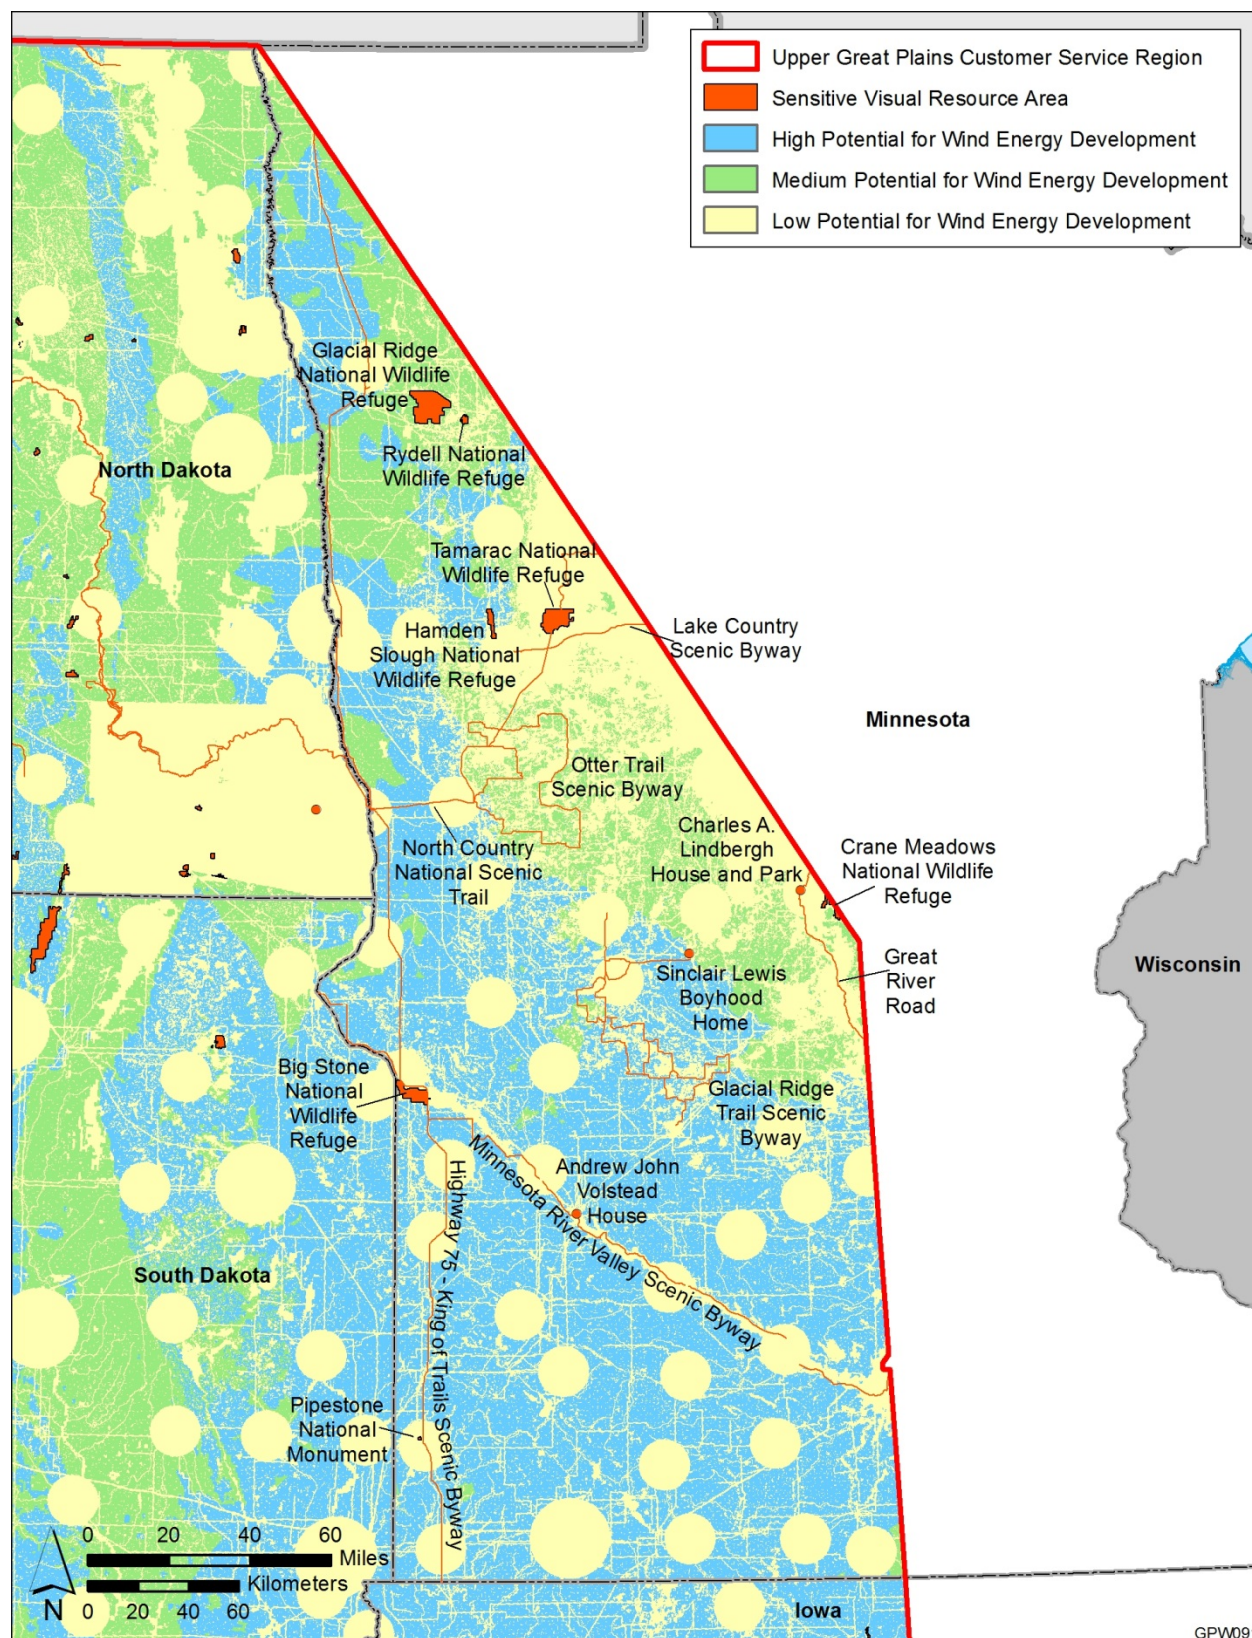 Upper Great Plains Customer Service Region
Sensitive Visual Resource Area
High Potential for Wind Energy Development
Medium Potential for Wind Energy Development
Low Potential for Wind Energy Development
Glacial Ridge
National Wildlife
Refuge
Rydell National
Wildlife Refuge
North Dakota
Tamarac National
Wildlife Refuge
Hamden
Slough National
Wildlife Refuge
Lake Country
Scenic Byway
Minnesota
Otter Trail
Scenic Byway
North Country
National Scenic
Trail
Charles A.
Lindbergh
House and Park
Crane Meadows
National Wildlife
Refuge
Great
River
Road
Wisconsin
Sinclair Lewis
Boyhood
Home
Big Stone
National
Wildlife
Refuge
Glacial Ridge
Trail Scenic
Byway
Andrew John
Volstead
House
Minnesota River Valley Scenic Byway
Highway 75 - King of Trails Scenic Byway
South Dakota
Pipestone
National
Monument
0 20 40 60
Miles
Kilometers
0 20 40 60
N
Iowa
GPW09